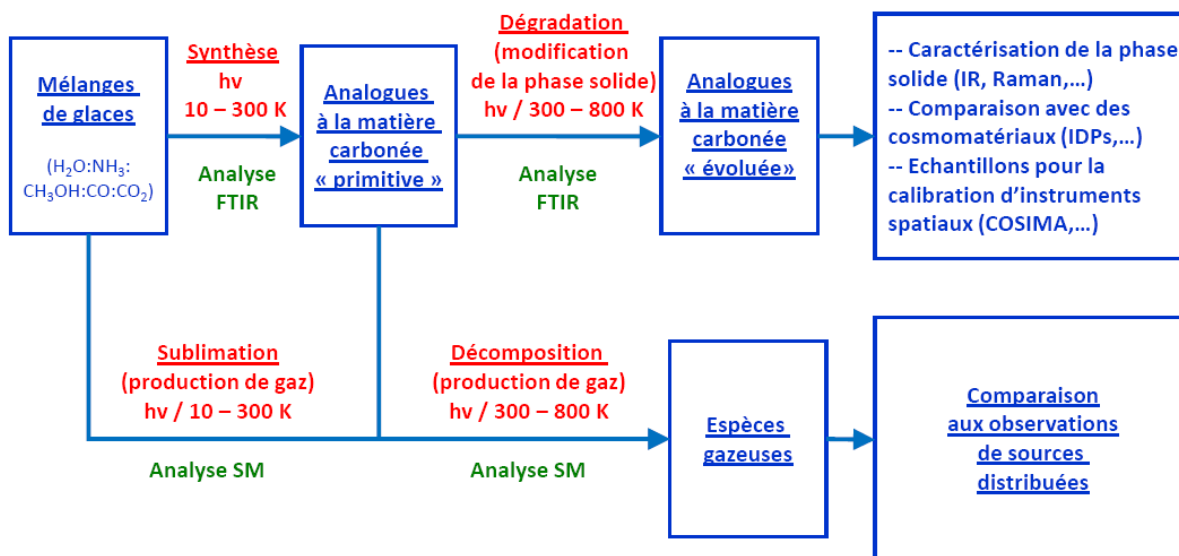 Mélanges
de glaces
(H₂O:NH₃:
CH₃OH:CO:CO₂)
Synthèse
hν
10 – 300 K
Analyse
FTIR
Analogues
à la matière
carbonée
« primitive »
Dégradation
(modification
de la phase solide)
hν / 300 – 800 K
Analyse
FTIR
Analogues
à la matière
carbonée
« évoluée»
-- Caractérisation de la phase
solide (IR, Raman,...)
-- Comparaison avec des
cosmomatériaux (IDPs,...)
-- Echantillons pour la
calibration d’instruments
spatiaux (COSIMA,...)
Sublimation
(production de gaz)
hν / 10 – 300 K
Analyse SM
Décomposition
(production de gaz)
hν / 300 – 800 K
Analyse SM
Espèces
gazeuses
Comparaison
aux observations
de sources
distribuées